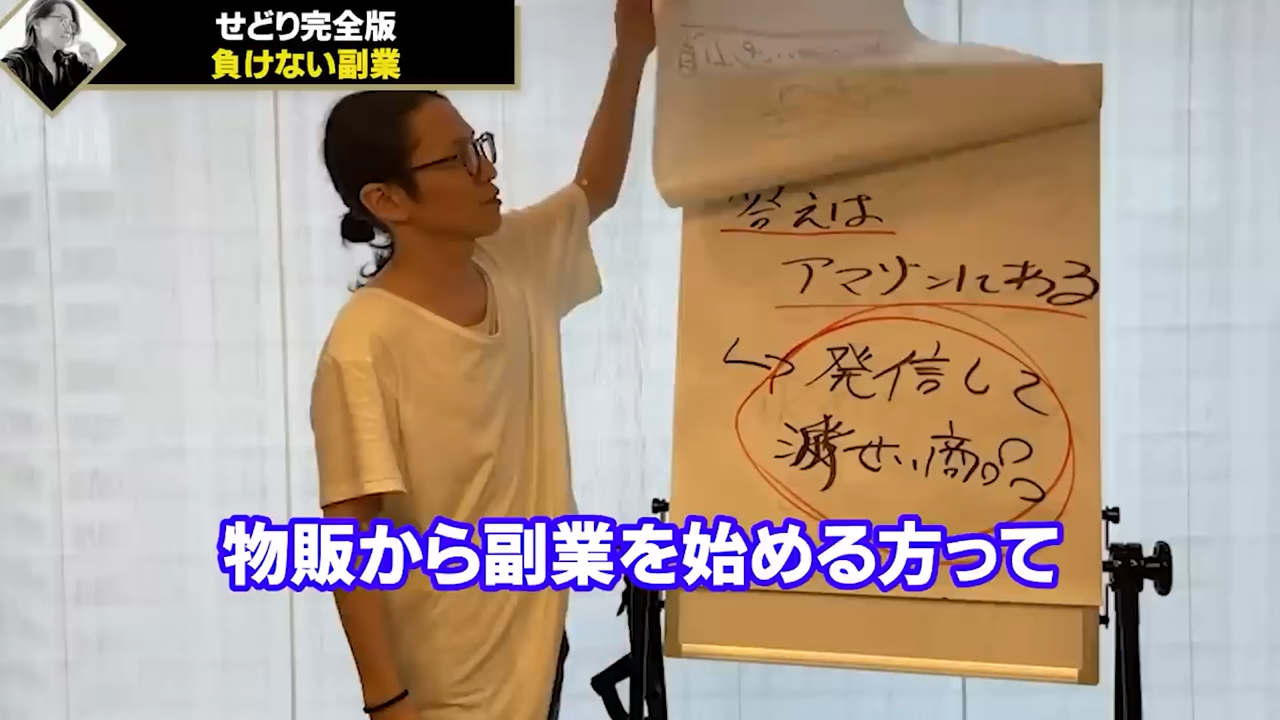 せどり完全版
負けない副業
答えは
アマゾンにある
↳ 発信して
物販から副業を始める方って